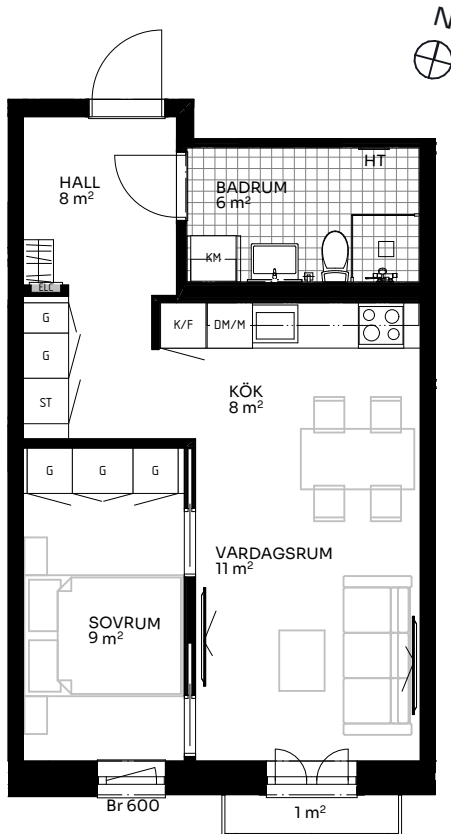 N
HALL
8 m²
HT
BADRUM
6 m²
KM
ELC
G
G
ST
K/F
DM/M
KÖK
8 m²
G
G
G
VARDAGSRUM
11 m²
SOVRUM
9 m²
Br 600
1 m²